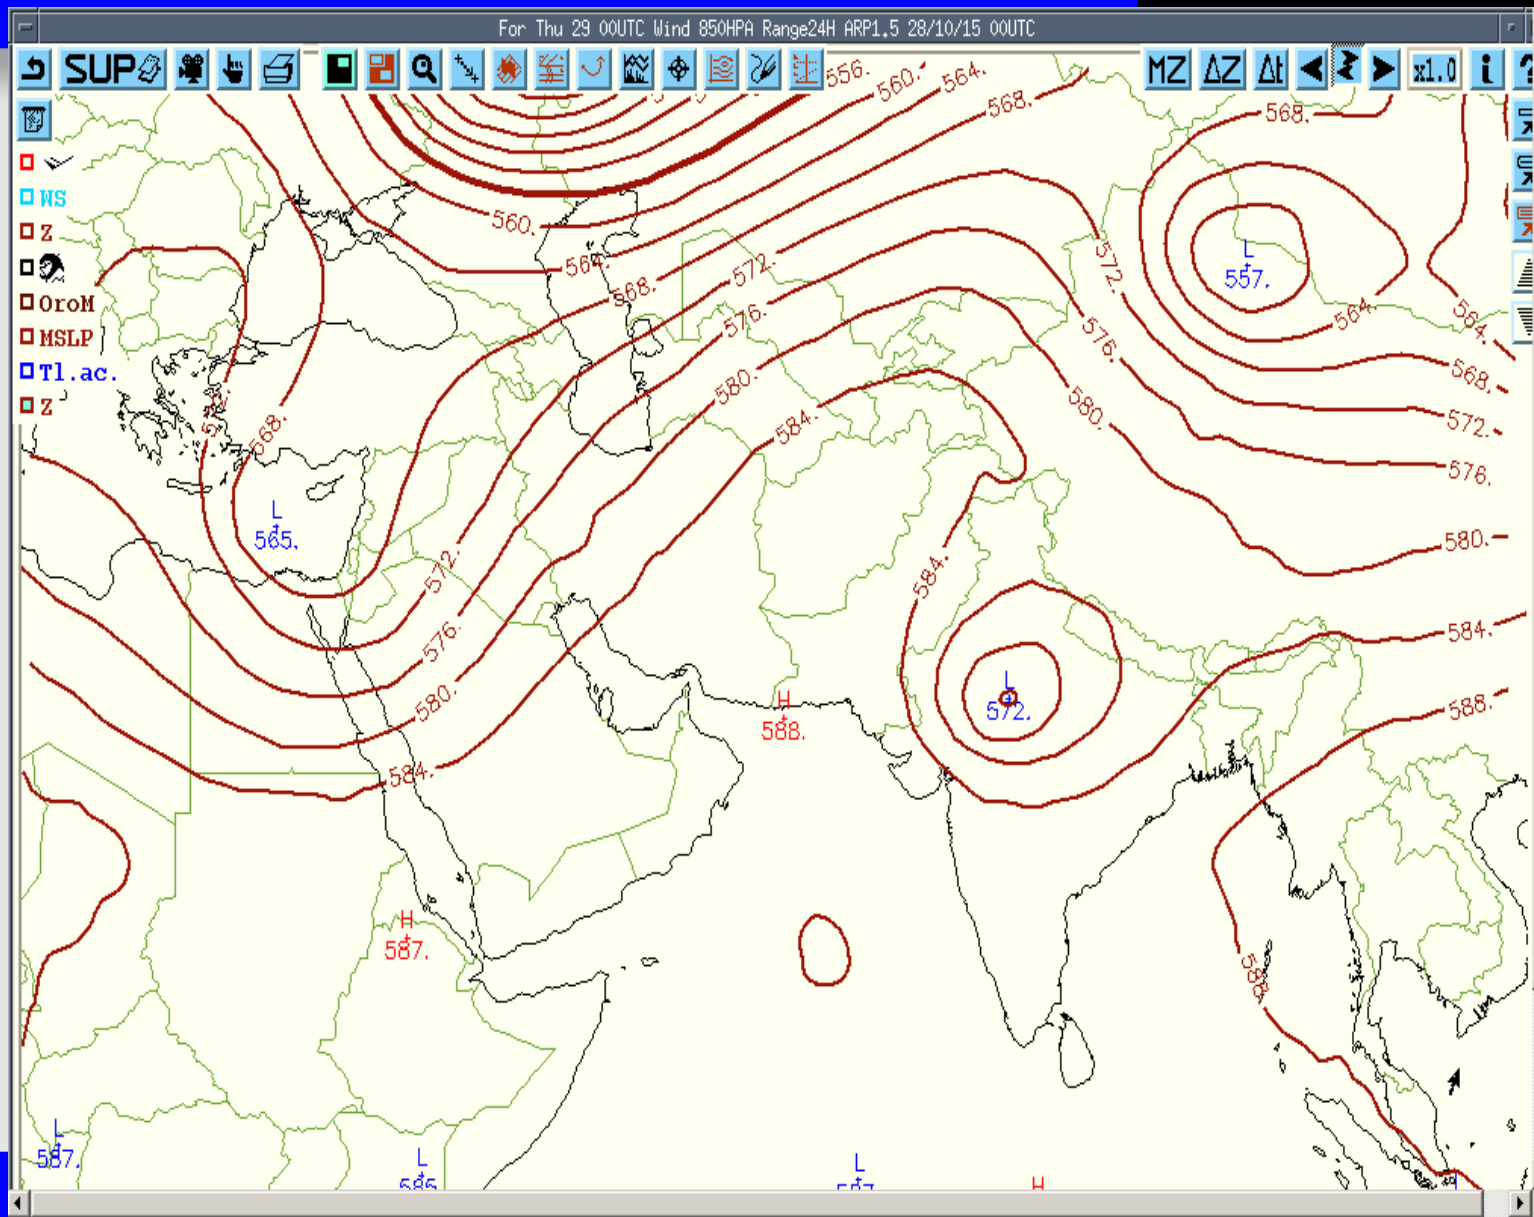 For Thu 29 00UTC Wind 850HPA Range24H ARP1.5 28/10/15 00UTC
SUP MZ ΔZ Δt x1.0 i ?
556. 560. 564. 568. 568.
WS
Z
OroM
MSLP
Tl.ac.
Z
560.
564.
568.
572.
576.
580.
584.
572.
576.
580.
L
557.
564.
564.
568.
572.
576.
580.
584.
588.
572.
568.
L
565.
572.
576.
580.
584.
584.
L
572.
H
588.
H
587.
588.
L
587.
L
L
H